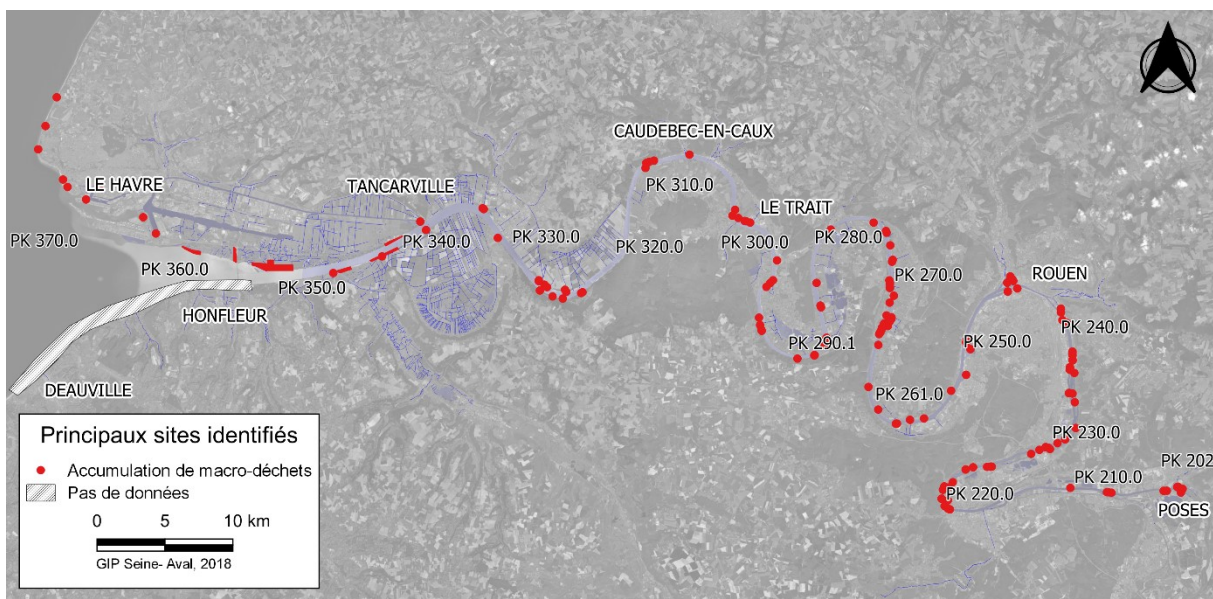 CAUDEBEC-EN-CAUX
LE HAVRE
TANCARVILLE
PK 310.0
LE TRAIT
PK 370.0
PK 340.0
PK 330.0
PK 320.0
PK 300.0
PK 280.0
PK 360.0
PK 350.0
PK 270.0
ROUEN
HONFLEUR
PK 290.1
PK 250.0
PK 240.0
DEAUVILLE
PK 261.0
PK 230.0
PK 220.0
PK 210.0
PK 202
POSES
Principaux sites identifiés
Accumulation de macro-déchets
Pas de données
0 5 10 km
GIP Seine- Aval, 2018